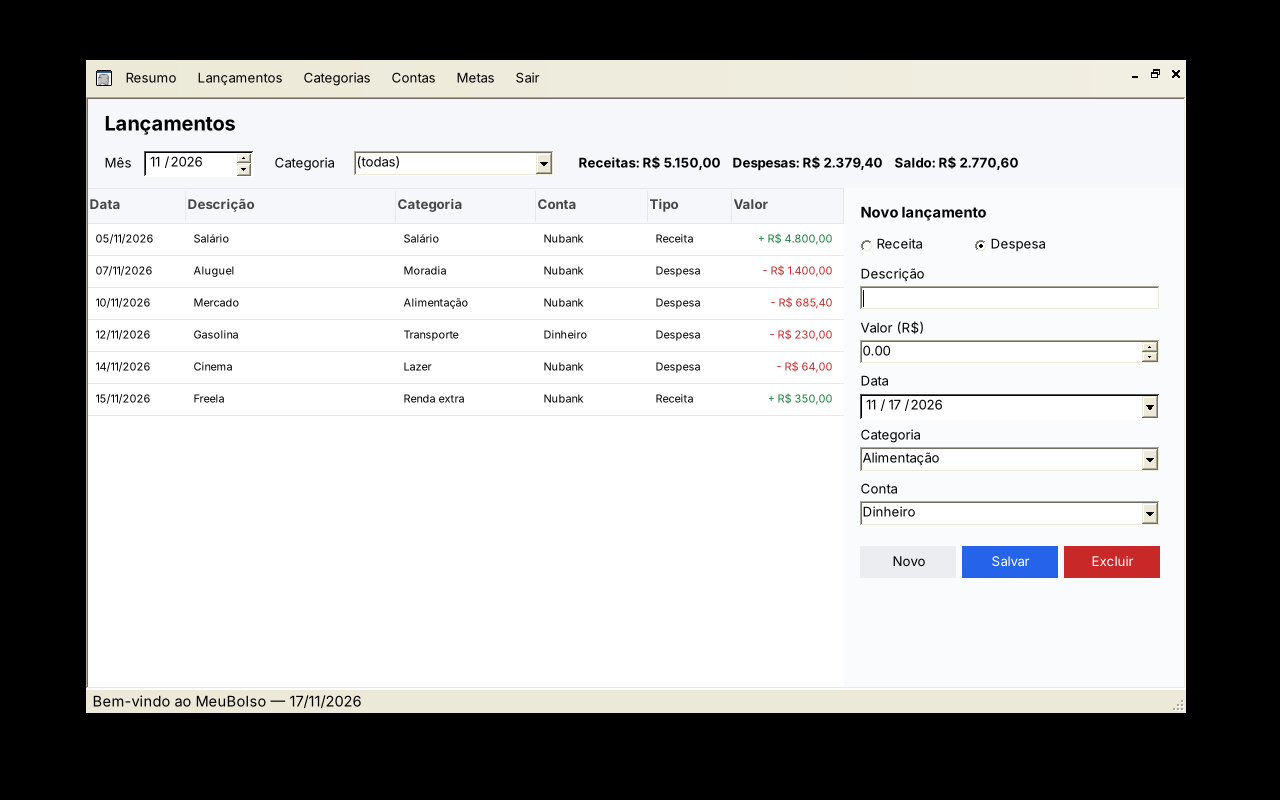 Resumo Lançamentos Categorias Contas Metas Sair
Lançamentos
Mês 11 / 2026 Categoria (todas) Receitas: R$ 5.150,00 Despesas: R$ 2.379,40 Saldo: R$ 2.770,60
Data Descrição Categoria Conta Tipo Valor
05/11/2026 Salário Salário Nubank Receita + R$ 4.800,00
07/11/2026 Aluguel Moradia Nubank Despesa - R$ 1.400,00
10/11/2026 Mercado Alimentação Nubank Despesa - R$ 685,40
12/11/2026 Gasolina Transporte Dinheiro Despesa - R$ 230,00
14/11/2026 Cinema Lazer Nubank Despesa - R$ 64,00
15/11/2026 Freela Renda extra Nubank Receita + R$ 350,00
Novo lançamento
Receita Despesa
Descrição
Valor (R$)
0.00
Data
11 / 17 / 2026
Categoria
Alimentação
Conta
Dinheiro
Novo Salvar Excluir
Bem-vindo ao MeuBolso — 17/11/2026